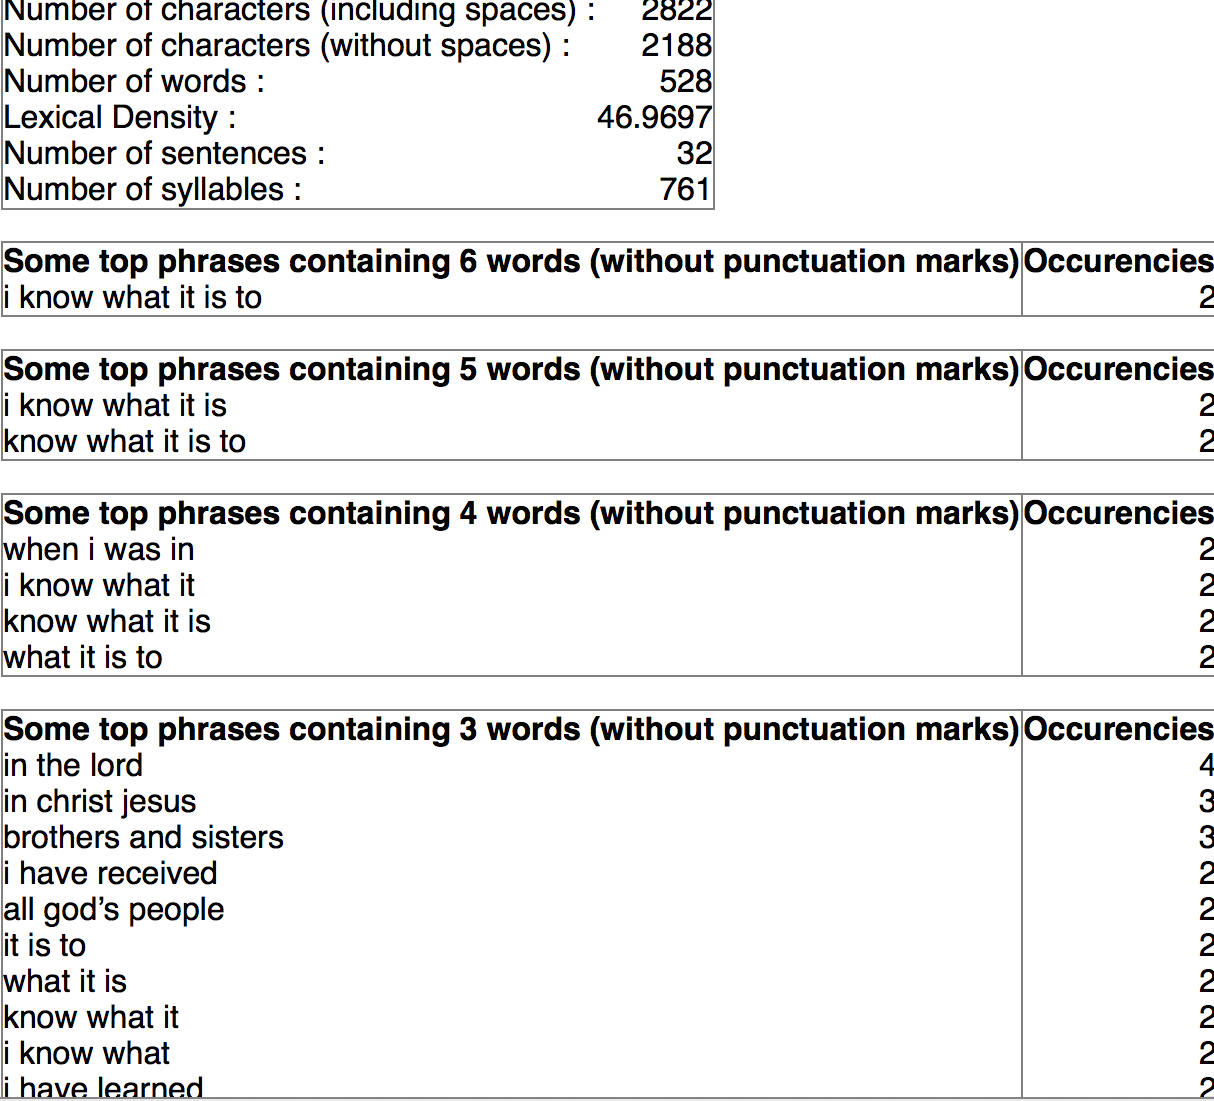 Number of characters (including spaces) : 2822
Number of characters (without spaces) : 2188
Number of words : 528
Lexical Density : 46.9697
Number of sentences : 32
Number of syllables : 761
Some top phrases containing 6 words (without punctuation marks) Occurencies
i know what it is to 2
Some top phrases containing 5 words (without punctuation marks) Occurencies
i know what it is 2
know what it is to 2
Some top phrases containing 4 words (without punctuation marks) Occurencies
when i was in 2
i know what it 2
know what it is 2
what it is to 2
Some top phrases containing 3 words (without punctuation marks) Occurencies
in the lord 4
in christ jesus 3
brothers and sisters 3
i have received 2
all god’s people 2
it is to 2
what it is 2
know what it 2
i know what 2
i have learned 2